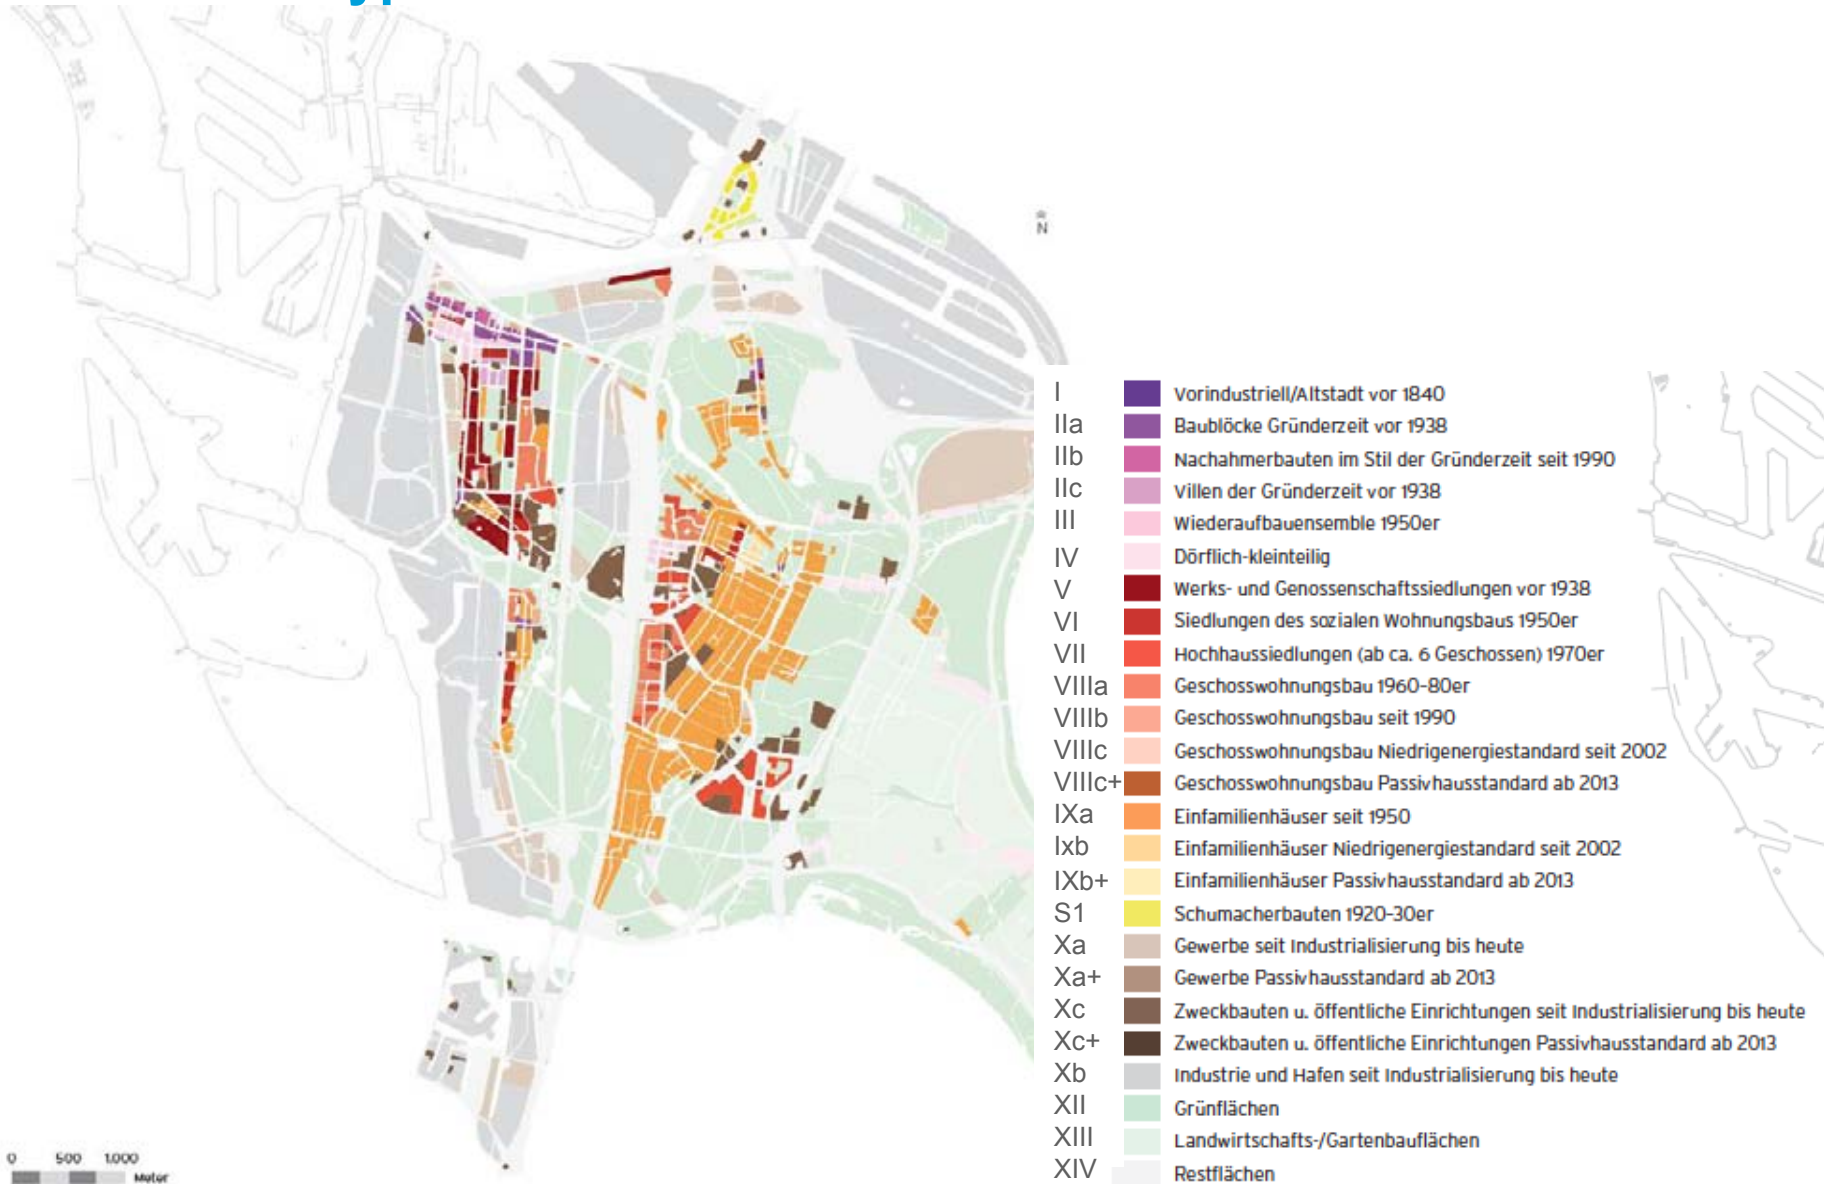 N
I Vorindustriell/Altstadt vor 1840
IIa Baublöcke Gründerzeit vor 1938
IIb Nachahmerbauten im Stil der Gründerzeit seit 1990
IIc Villen der Gründerzeit vor 1938
III Wiederaufbauensemble 1950er
IV Dörflich-kleinteilig
V Werks- und Genossenschaftssiedlungen vor 1938
VI Siedlungen des sozialen Wohnungsbaus 1950er
VII Hochhaussiedlungen (ab ca. 6 Geschossen) 1970er
VIIIa Geschosswohnungsbau 1960-80er
VIIIb Geschosswohnungsbau seit 1990
VIIIc Geschosswohnungsbau Niedrigenergiestandard seit 2002
VIIIc+ Geschosswohnungsbau Passivhausstandard ab 2013
IXa Einfamilienhäuser seit 1950
Ixb Einfamilienhäuser Niedrigenergiestandard seit 2002
IXb+ Einfamilienhäuser Passivhausstandard ab 2013
S1 Schumacherbauten 1920-30er
Xa Gewerbe seit Industrialisierung bis heute
Xa+ Gewerbe Passivhausstandard ab 2013
Xc Zweckbauten u. öffentliche Einrichtungen seit Industrialisierung bis heute
Xc+ Zweckbauten u. öffentliche Einrichtungen Passivhausstandard ab 2013
Xb Industrie und Hafen seit Industrialisierung bis heute
XII Grünflächen
XIII Landwirtschafts-/Gartenbauflächen
XIV Restflächen
0 500 1.000
Meter